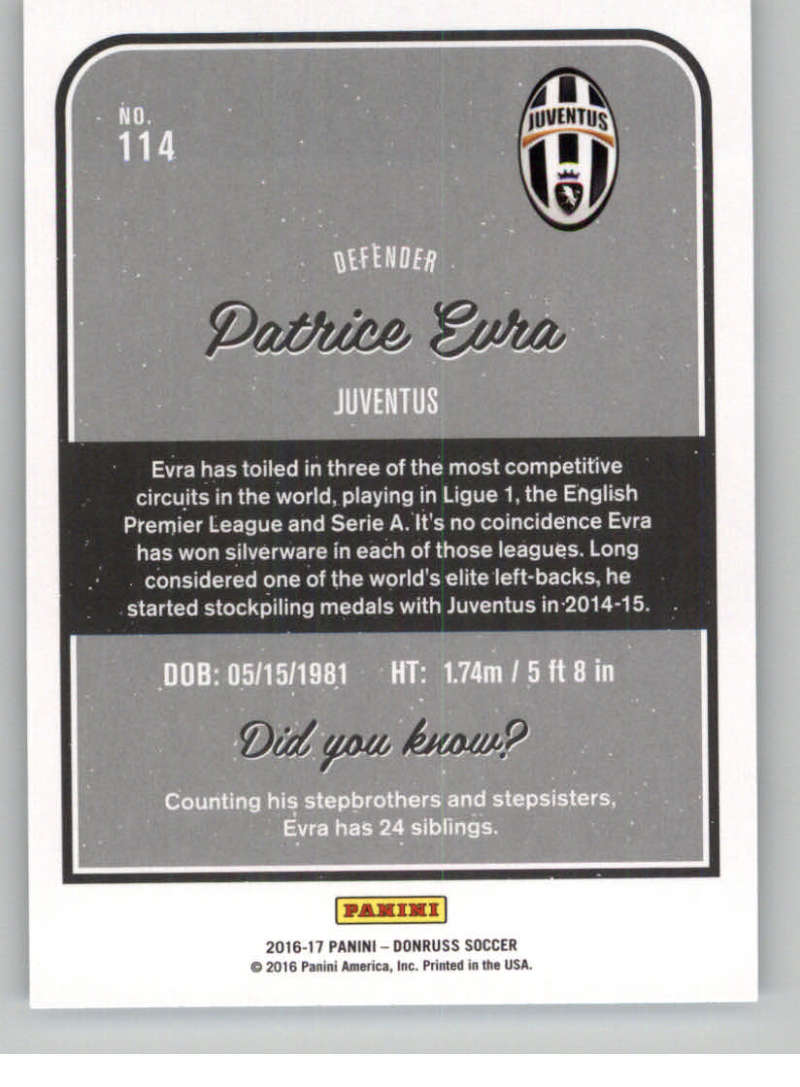 NO.
114
JUVENTUS
DEFENDER
Patrice Evra
JUVENTUS
Evra has toiled in three of the most competitive
circuits in the world, playing in Ligue 1, the English
Premier League and Serie A. It's no coincidence Evra
has won silverware in each of those leagues. Long
considered one of the world's elite left-backs, he
started stockpiling medals with Juventus in 2014-15.
DOB: 05/15/1981 HT: 1.74m / 5 ft 8 in
Did you know?
Counting his stepbrothers and stepsisters,
Evra has 24 siblings.
PANINI
2016-17 PANINI – DONRUSS SOCCER
© 2016 Panini America, Inc. Printed in the USA.